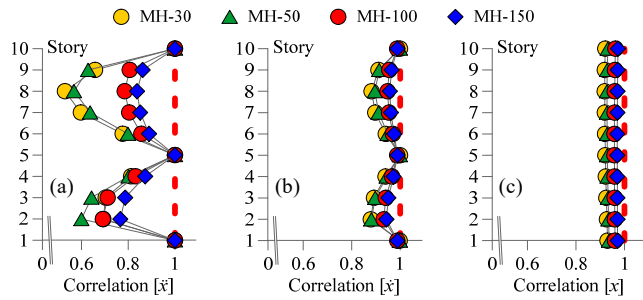 MH-30 MH-50 MH-100 MH-150
Story Story Story
10 10 10
9 9 9
8 8 8
7 7 7
6 6 6
5 5 5
4 4 4
(a) (b) (c)
3 3 3
2 2 2
1 1 1
0 0.6 0.8 1 0 0.6 0.8 1 0 0.6 0.8 1
Correlation [ẍ] Correlation [ẍ] Correlation [ẍ]